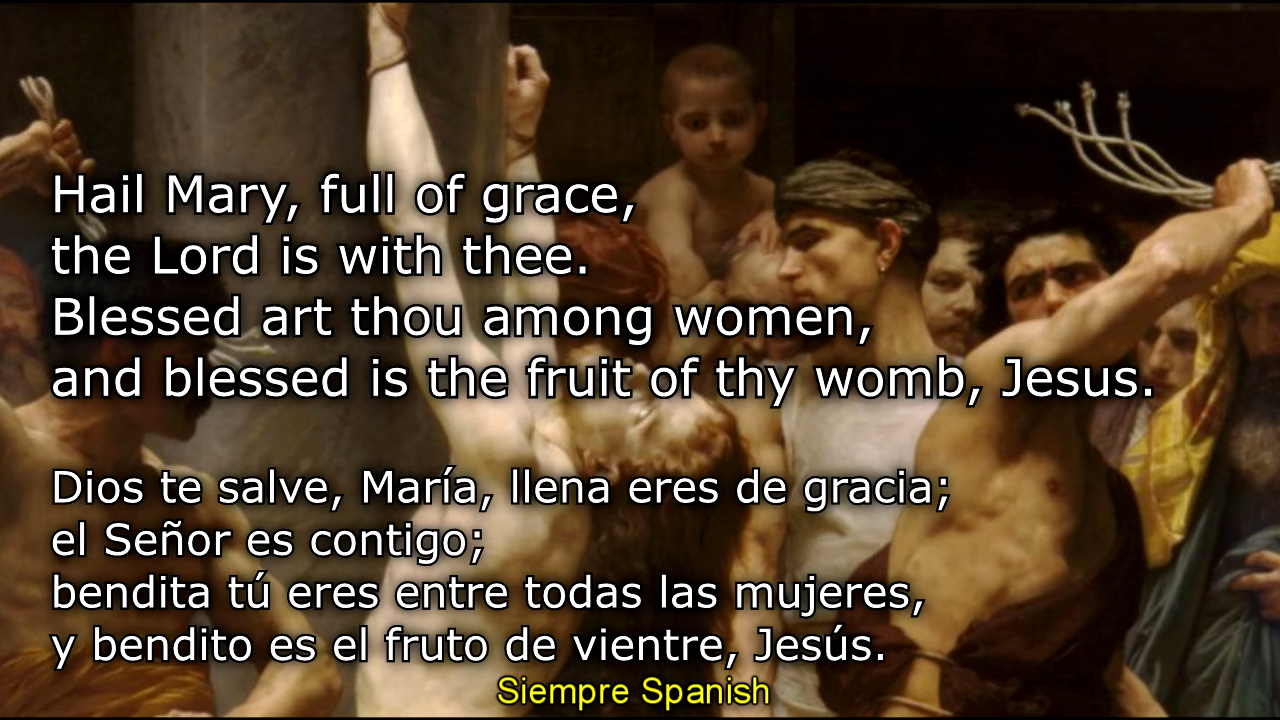 Hail Mary, full of grace,
the Lord is with thee.
Blessed art thou among women,
and blessed is the fruit of thy womb, Jesus.
Dios te salve, María, llena eres de gracia;
el Señor es contigo;
bendita tú eres entre todas las mujeres,
y bendito es el fruto de vientre, Jesús.
Siempre Spanish